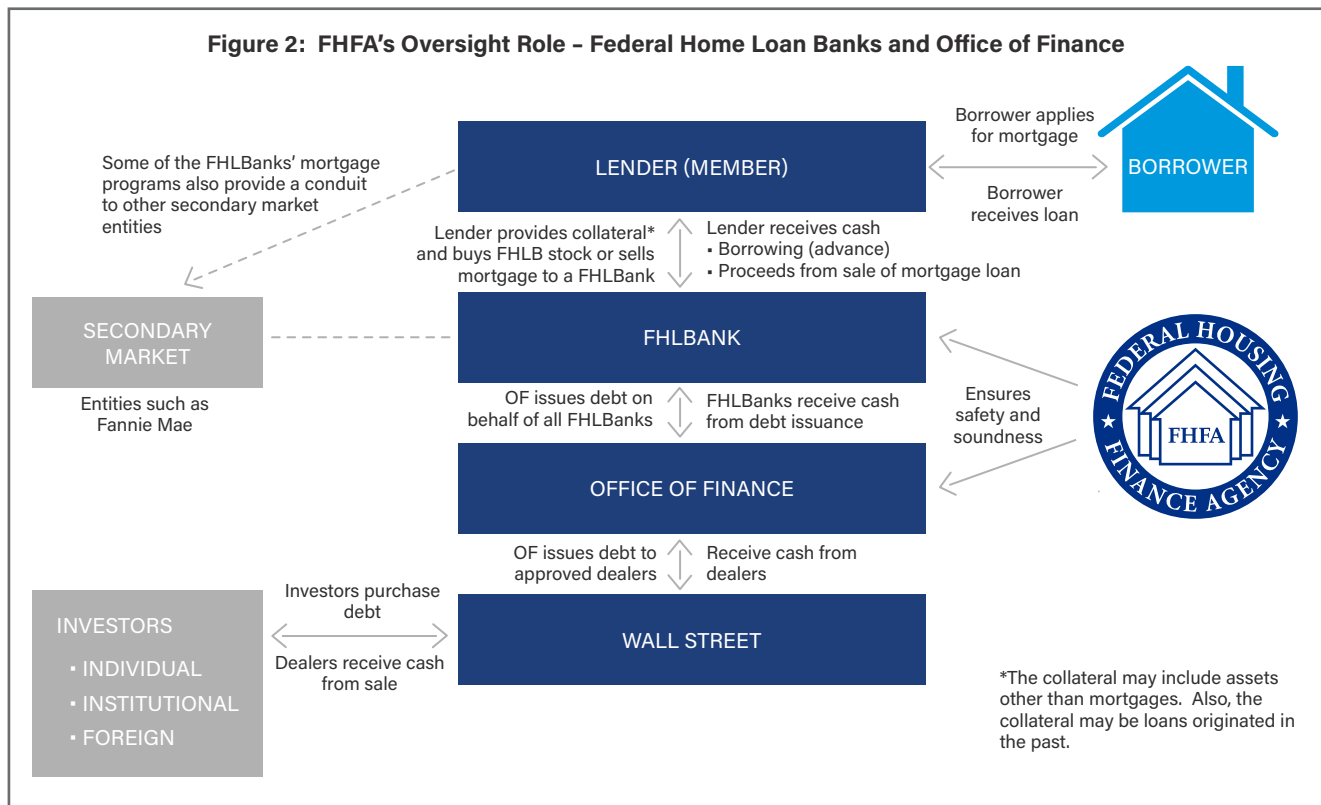 Figure 2:  FHFA's Oversight Role – Federal Home Loan Banks and Office of Finance
Borrower applies
for mortgage
BORROWER
Borrower
receives loan
LENDER (MEMBER)
Some of the FHLBanks' mortgage
programs also provide a conduit
to other secondary market
entities
Lender provides collateral*
and buys FHLB stock or sells
mortgage to a FHLBank
Lender receives cash
▪ Borrowing (advance)
▪ Proceeds from sale of mortgage loan
SECONDARY
MARKET
Entities such as
Fannie Mae
FHLBANK
OF issues debt on
behalf of all FHLBanks
FHLBanks receive cash
from debt issuance
Ensures
safety and
soundness
FEDERAL HOUSING
FHFA
FINANCE AGENCY
OFFICE OF FINANCE
OF issues debt to
approved dealers
Receive cash from
dealers
Investors purchase
debt
Dealers receive cash
from sale
INVESTORS
▪ INDIVIDUAL
▪ INSTITUTIONAL
▪ FOREIGN
WALL STREET
*The collateral may include assets
other than mortgages.  Also, the
collateral may be loans originated in
the past.